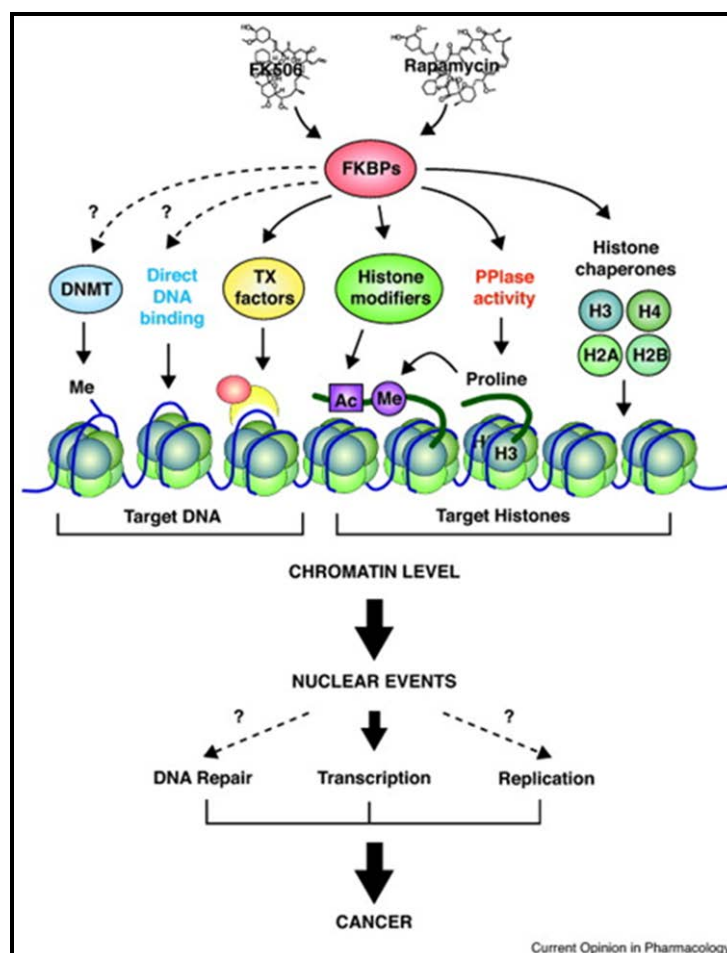 FK506
Rapamycin
FKBPs
?
?
DNMT
Direct
DNA
binding
TX
factors
Histone
modifiers
PPIase
activity
Histone
chaperones
H3
H4
H2A
H2B
Me
Ac
Me
Proline
H3
Target DNA
Target Histones
CHROMATIN LEVEL
NUCLEAR EVENTS
?
?
DNA Repair
Transcription
Replication
CANCER
Current Opinion in Pharmacology